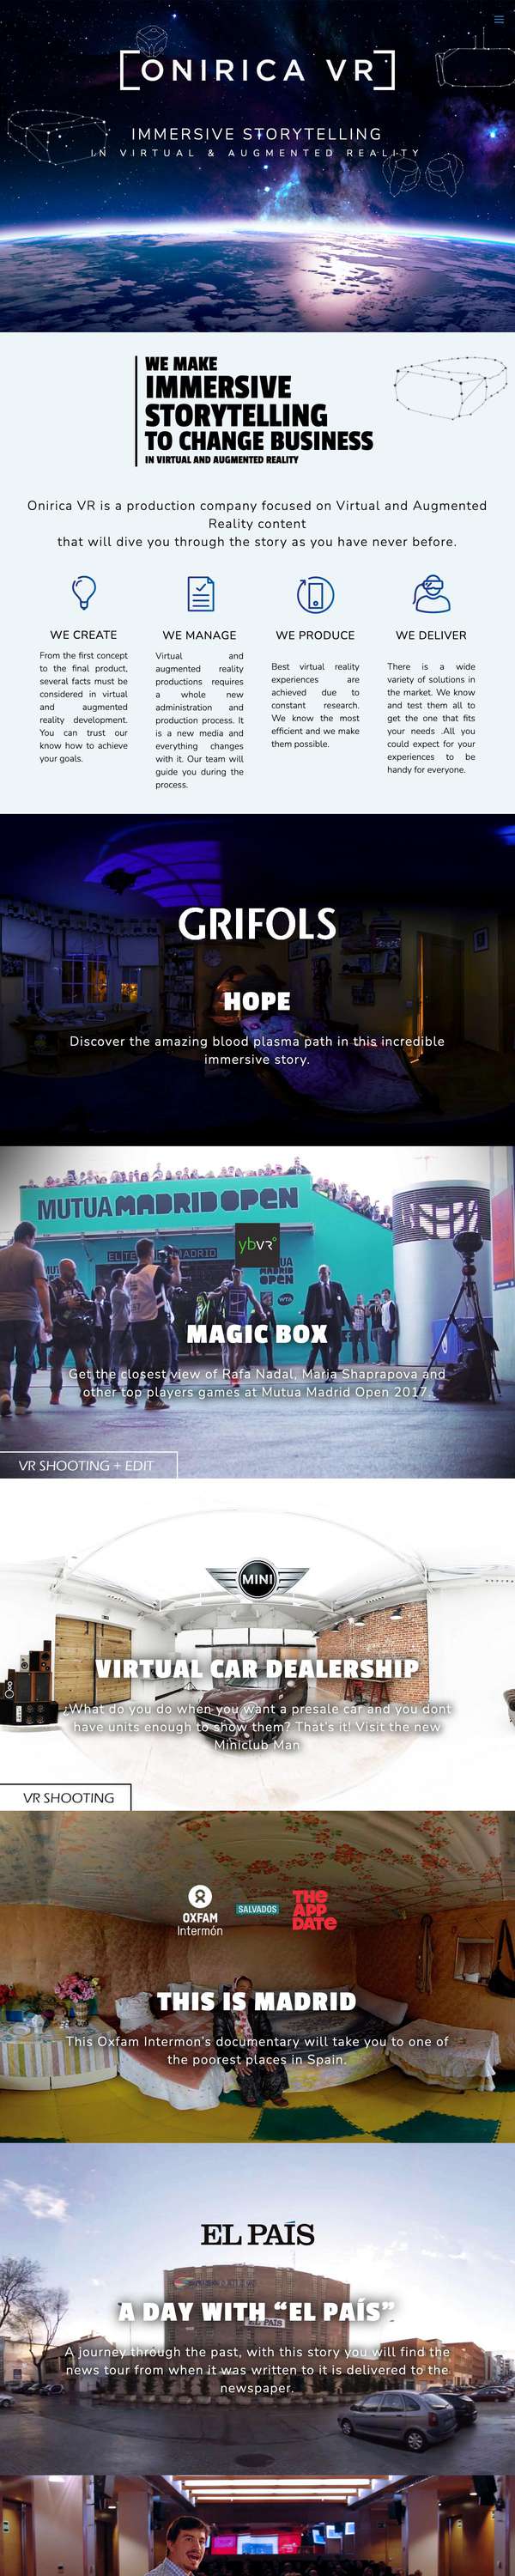 ONIRICA VR
IMMERSIVE STORYTELLING
IN VIRTUAL & AUGMENTED REALITY
WE MAKE
IMMERSIVE
STORYTELLING
TO CHANGE BUSINESS
IN VIRTUAL AND AUGMENTED REALITY
Onirica VR is a production company focused on Virtual and Augmented
Reality content
that will dive you through the story as you have never before.
WE CREATE
From the first concept
to the final product,
several facts must be
considered in virtual
and augmented
reality development.
You can trust our
know how to achieve
your goals.
WE MANAGE
Virtual and
augmented reality
productions requires
a whole new
administration and
production process. It
is a new media and
everything changes
with it. Our team will
guide you during the
process.
WE PRODUCE
Best virtual reality
experiences are
achieved due to
constant research.
We know the most
efficient and we make
them possible.
WE DELIVER
There is a wide
variety of solutions in
the market. We know
and test them all to
get the one that fits
your needs .All you
could expect for your
experiences to be
handy for everyone.
GRIFOLS
HOPE
Discover the amazing blood plasma path in this incredible
immersive story.
MUTUA MADRID OPEN
ybvr
ELITE MADRID
MADRID
OPEN
MAGIC BOX
Get the closest view of Rafa Nadal, Maria Shaprapova and
other top players games at Mutua Madrid Open 2017
VR SHOOTING + EDIT
MINI
VIRTUAL CAR DEALERSHIP
¿What do you do when you want a presale car and you dont
have units enough to show them? That's it! Visit the new
Miniclub Man
VR SHOOTING
OXFAM
Intermón
SALVADOS
THE
APP
DATE
THIS IS MADRID
This Oxfam Intermon's documentary will take you to one of
the poorest places in Spain.
EL PAÍS
A DAY WITH “EL PAÍS”
EL PAIS
A journey through the past, with this story you will find the
news tour from when it was written to it is delivered to the
newspaper.